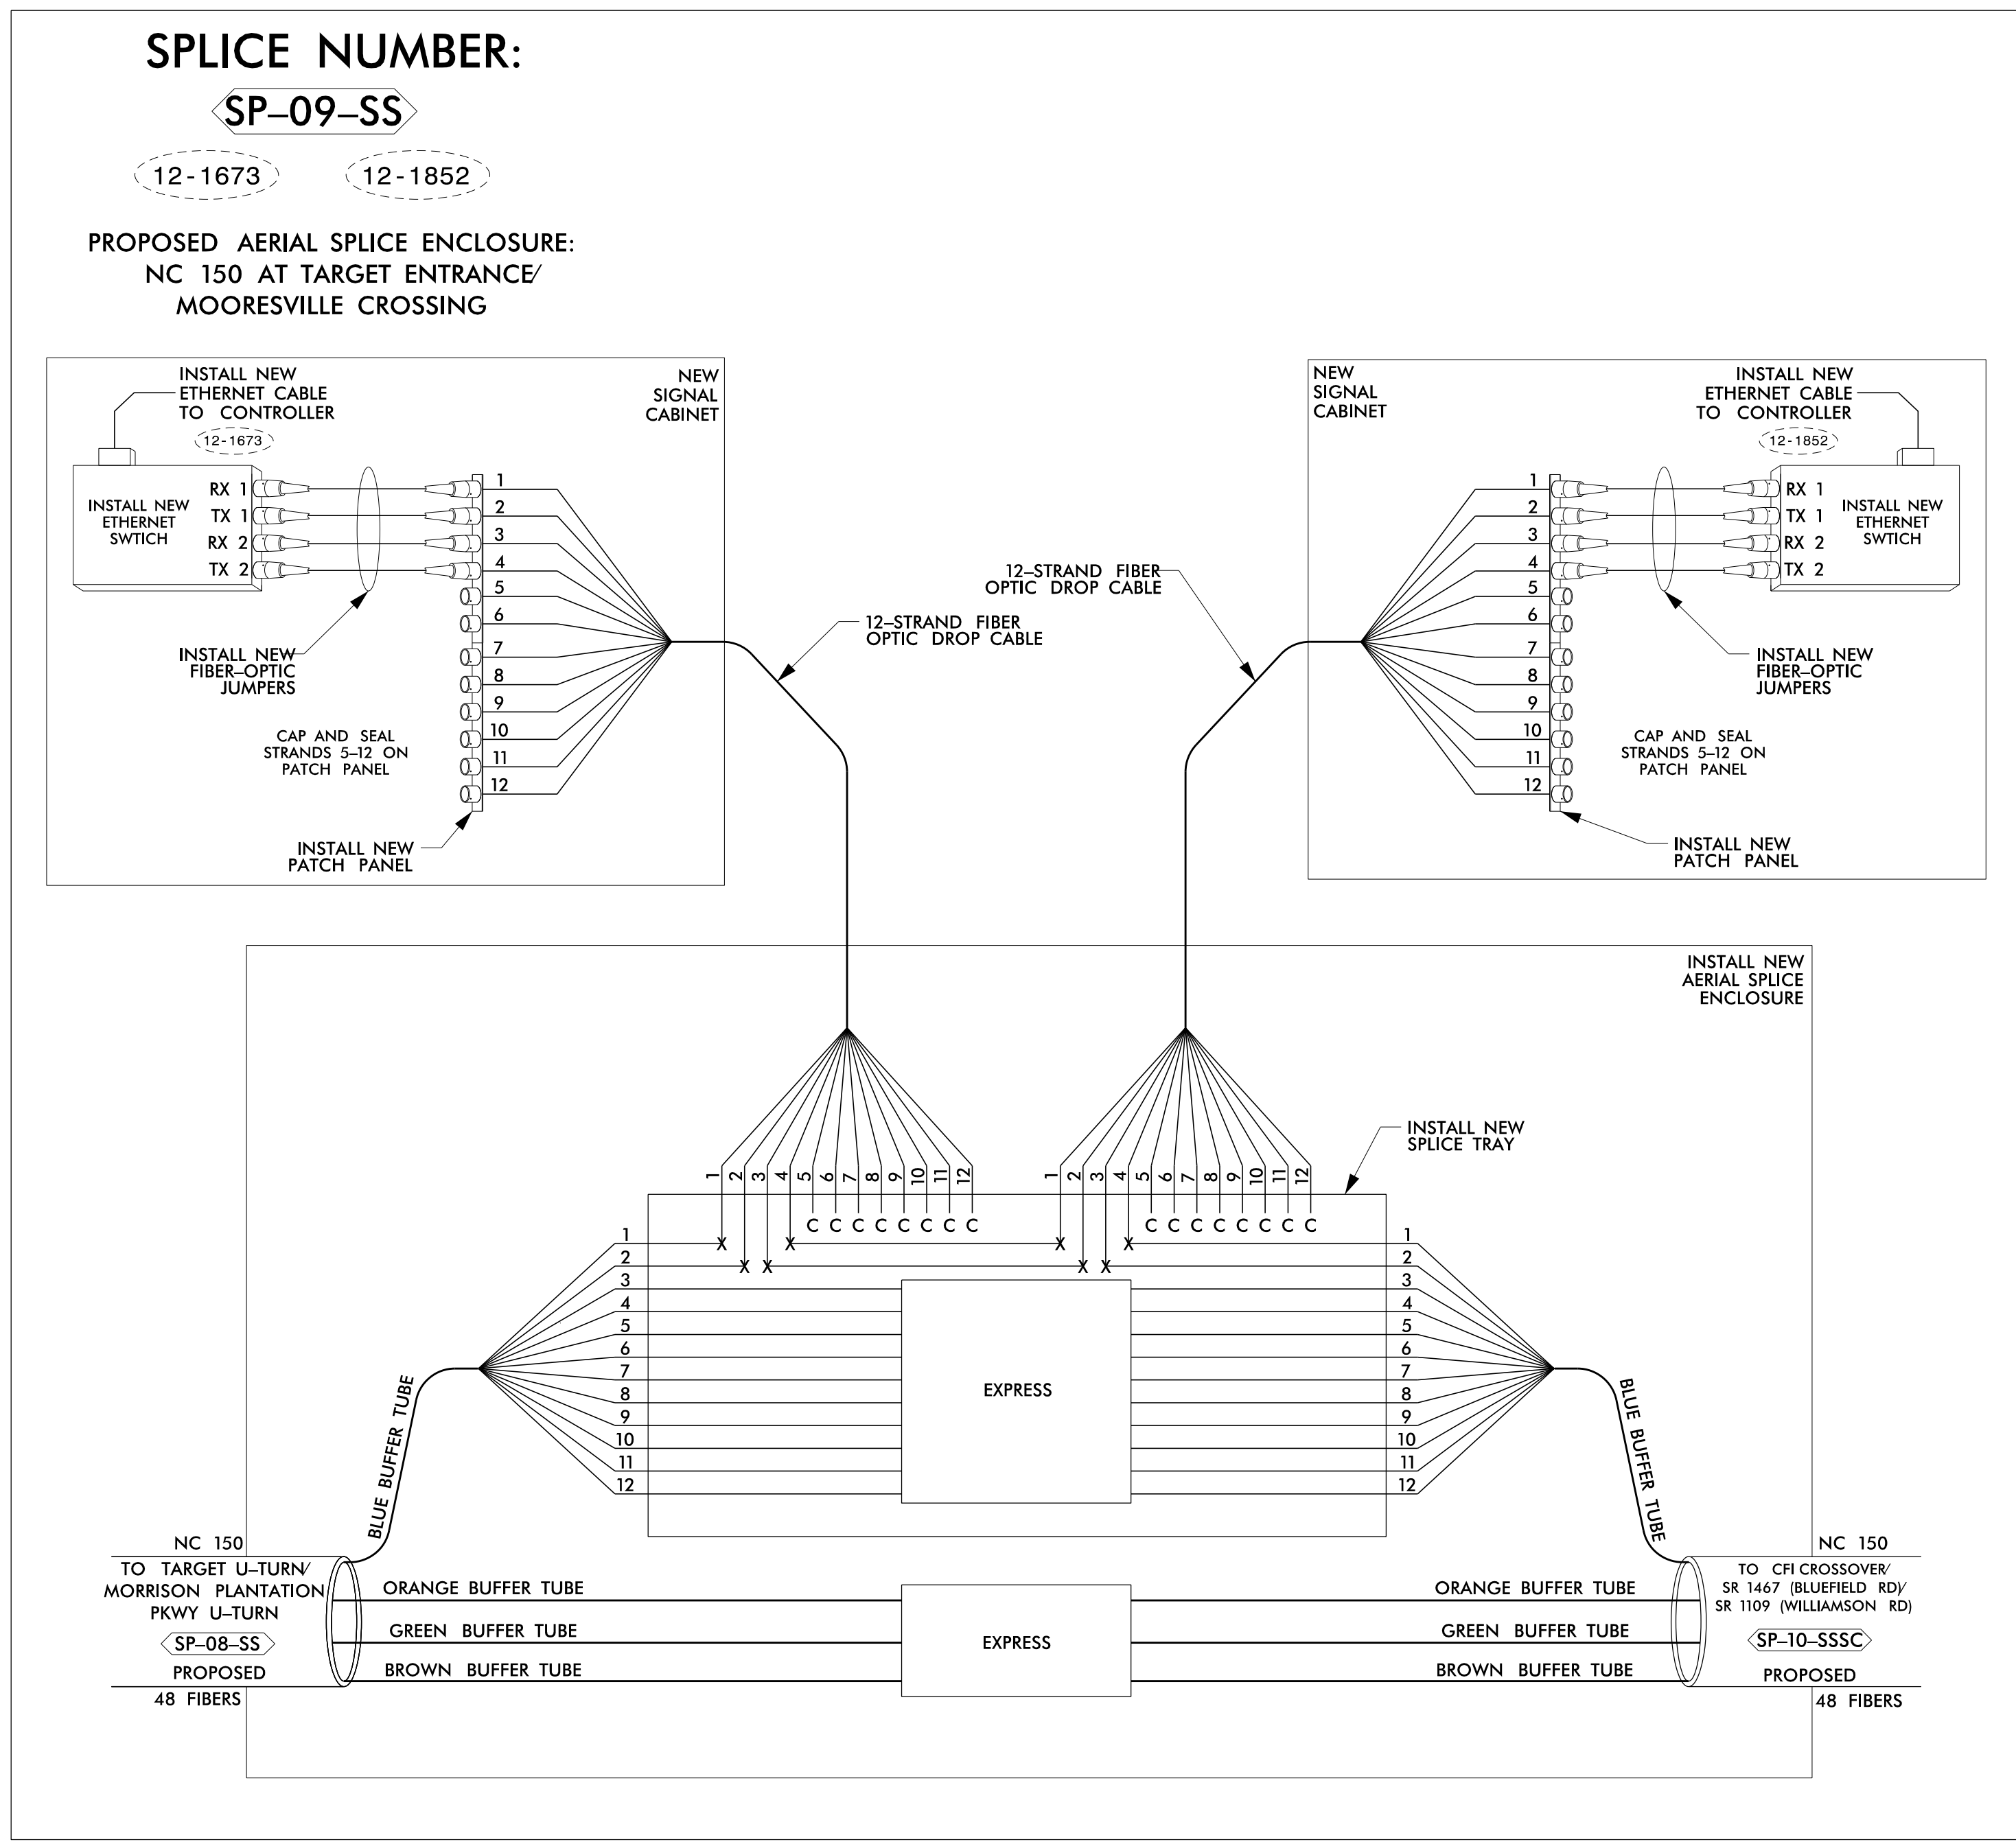 SPLICE NUMBER:
SP–09–SS
12-1673
12-1852
PROPOSED AERIAL SPLICE ENCLOSURE:
NC 150 AT TARGET ENTRANCE/
MOORESVILLE CROSSING
INSTALL NEW
ETHERNET CABLE
TO CONTROLLER
12-1673
NEW
SIGNAL
CABINET
INSTALL NEW
ETHERNET
SWTICH
RX 1
TX 1
RX 2
TX 2
1
2
3
4
5
6
7
8
9
10
11
12
INSTALL NEW
FIBER–OPTIC
JUMPERS
CAP AND SEAL
STRANDS 5–12 ON
PATCH PANEL
INSTALL NEW
PATCH PANEL
12–STRAND FIBER
OPTIC DROP CABLE
12–STRAND FIBER
OPTIC DROP CABLE
NEW
SIGNAL
CABINET
INSTALL NEW
ETHERNET CABLE
TO CONTROLLER
12-1852
1
2
3
4
5
6
7
8
9
10
11
12
RX 1
TX 1
RX 2
TX 2
INSTALL NEW
ETHERNET
SWTICH
INSTALL NEW
FIBER–OPTIC
JUMPERS
CAP AND SEAL
STRANDS 5–12 ON
PATCH PANEL
INSTALL NEW
PATCH PANEL
INSTALL NEW
AERIAL SPLICE
ENCLOSURE
INSTALL NEW
SPLICE TRAY
1 2 3 4 5 6 7 8 9 10 11 12
1 2 3 4 5 6 7 8 9 10 11 12
C C C C C C C C
C C C C C C C C
X X X X
X X X X
1
2
3
4
5
6
7
8
9
10
11
12
EXPRESS
1
2
3
4
5
6
7
8
9
10
11
12
BLUE BUFFER TUBE
BLUE BUFFER TUBE
NC 150
TO TARGET U–TURN/
MORRISON PLANTATION
PKWY U–TURN
SP–08–SS
PROPOSED
48 FIBERS
ORANGE BUFFER TUBE
GREEN BUFFER TUBE
BROWN BUFFER TUBE
EXPRESS
ORANGE BUFFER TUBE
GREEN BUFFER TUBE
BROWN BUFFER TUBE
NC 150
TO CFI CROSSOVER/
SR 1467 (BLUEFIELD RD)/
SR 1109 (WILLIAMSON RD)
SP–10–SSSC
PROPOSED
48 FIBERS